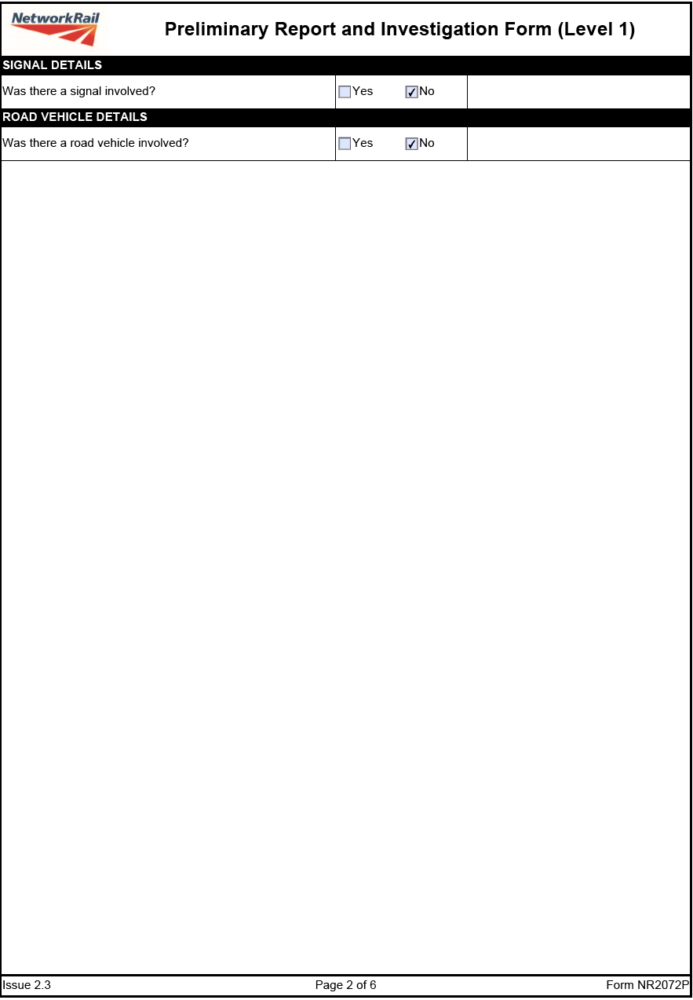 NetworkRail
Preliminary Report and Investigation Form (Level 1)
SIGNAL DETAILS
Was there a signal involved? Yes No
ROAD VEHICLE DETAILS
Was there a road vehicle involved? Yes No
Issue 2.3 Page 2 of 6 Form NR2072P